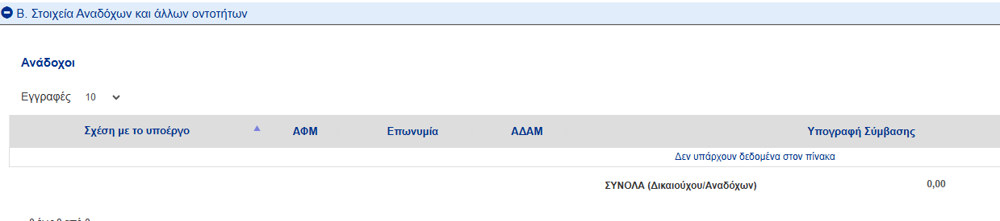 Β. Στοιχεία Αναδόχων και άλλων οντοτήτων
Ανάδοχοι
Εγγραφές 10
Σχέση με το υποέργο ΑΦΜ Επωνυμία ΑΔΑΜ Υπογραφή Σύμβασης
Δεν υπάρχουν δεδομένα στον πίνακα
ΣΥΝΟΛΑ (Δικαιούχου/Αναδόχων) 0,00